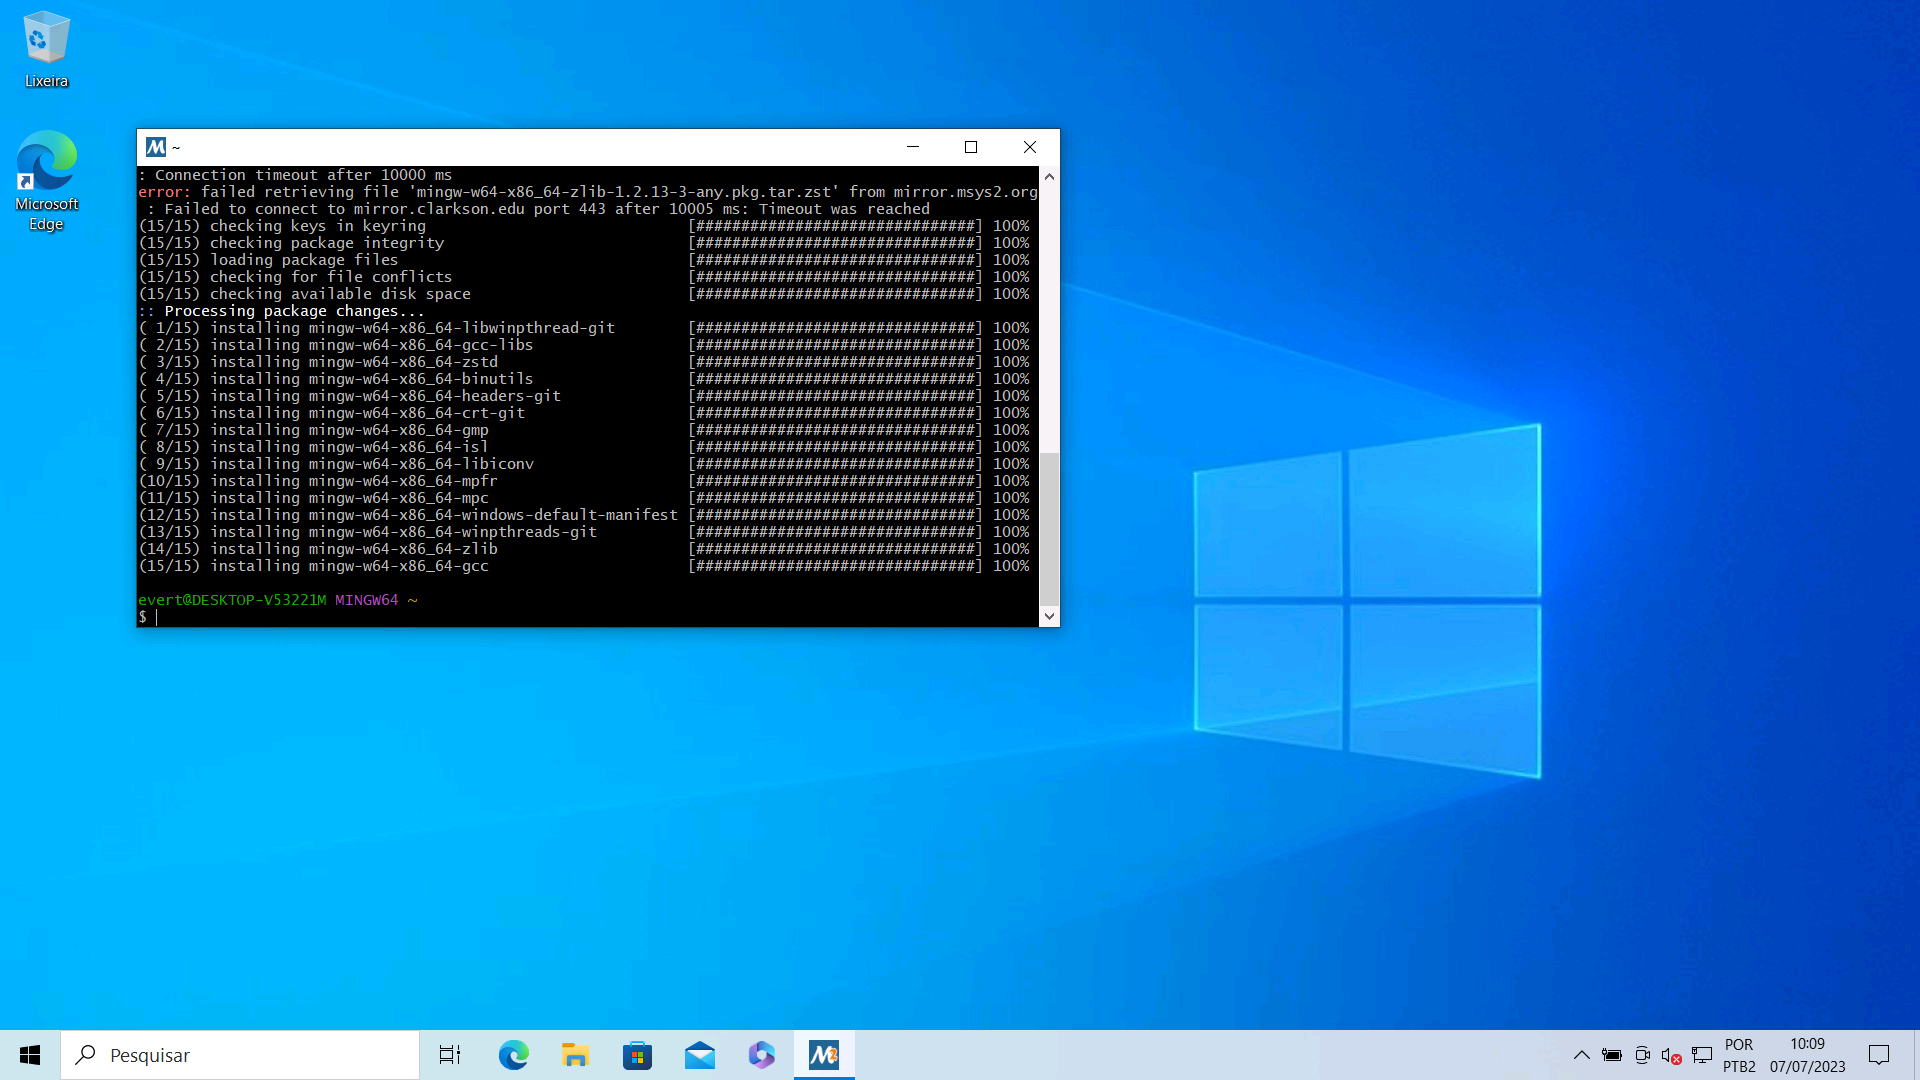 Lixeira
Microsoft
Edge
~
: Connection timeout after 10000 ms
error: failed retrieving file 'mingw-w64-x86_64-zlib-1.2.13-3-any.pkg.tar.zst' from mirror.msys2.org
: Failed to connect to mirror.clarkson.edu port 443 after 10005 ms: Timeout was reached
(15/15) checking keys in keyring [###############################] 100%
(15/15) checking package integrity [###############################] 100%
(15/15) loading package files [###############################] 100%
(15/15) checking for file conflicts [###############################] 100%
(15/15) checking available disk space [###############################] 100%
:: Processing package changes...
( 1/15) installing mingw-w64-x86_64-libwinpthread-git [###############################] 100%
( 2/15) installing mingw-w64-x86_64-gcc-libs [###############################] 100%
( 3/15) installing mingw-w64-x86_64-zstd [###############################] 100%
( 4/15) installing mingw-w64-x86_64-binutils [###############################] 100%
( 5/15) installing mingw-w64-x86_64-headers-git [###############################] 100%
( 6/15) installing mingw-w64-x86_64-crt-git [###############################] 100%
( 7/15) installing mingw-w64-x86_64-gmp [###############################] 100%
( 8/15) installing mingw-w64-x86_64-isl [###############################] 100%
( 9/15) installing mingw-w64-x86_64-libiconv [###############################] 100%
(10/15) installing mingw-w64-x86_64-mpfr [###############################] 100%
(11/15) installing mingw-w64-x86_64-mpc [###############################] 100%
(12/15) installing mingw-w64-x86_64-windows-default-manifest [###############################] 100%
(13/15) installing mingw-w64-x86_64-winpthreads-git [###############################] 100%
(14/15) installing mingw-w64-x86_64-zlib [###############################] 100%
(15/15) installing mingw-w64-x86_64-gcc [###############################] 100%
evert@DESKTOP-V53221M MINGW64 ~
$
Pesquisar
POR
PTB2
10:09
07/07/2023